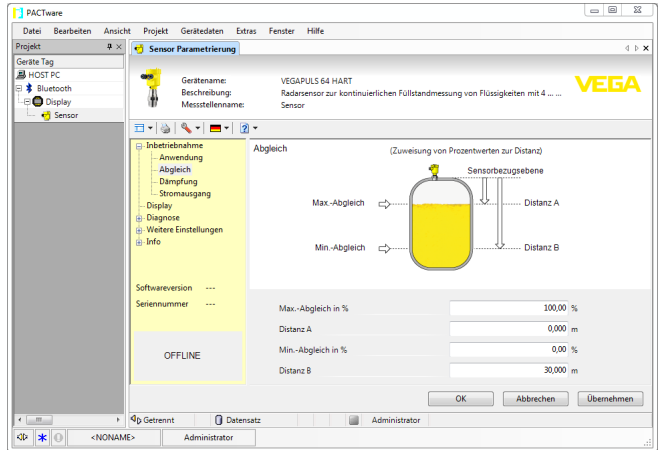 PACTware
Datei Bearbeiten Ansicht Projekt Gerätedaten Extras Fenster Hilfe
Projekt
Sensor Parametrierung
Geräte Tag
HOST PC
Bluetooth
Display
Sensor
Gerätename: VEGAPULS 64 HART
Beschreibung: Radarsensor zur kontinuierlichen Füllstandmessung von Flüssigkeiten mit 4 ... ...
Messstellenname: Sensor
VEGA
Inbetriebnahme
Anwendung
Abgleich
Dämpfung
Stromausgang
Display
Diagnose
Weitere Einstellungen
Info
Softwareversion ---
Seriennummer ---
OFFLINE
Abgleich
(Zuweisung von Prozentwerten zur Distanz)
Sensorbezugsebene
Max.-Abgleich
Distanz A
Min.-Abgleich
Distanz B
Max.-Abgleich in % 100,00 %
Distanz A 0,000 m
Min.-Abgleich in % 0,00 %
Distanz B 30,000 m
OK Abbrechen Übernehmen
Getrennt Datensatz Administrator
<NONAME> Administrator